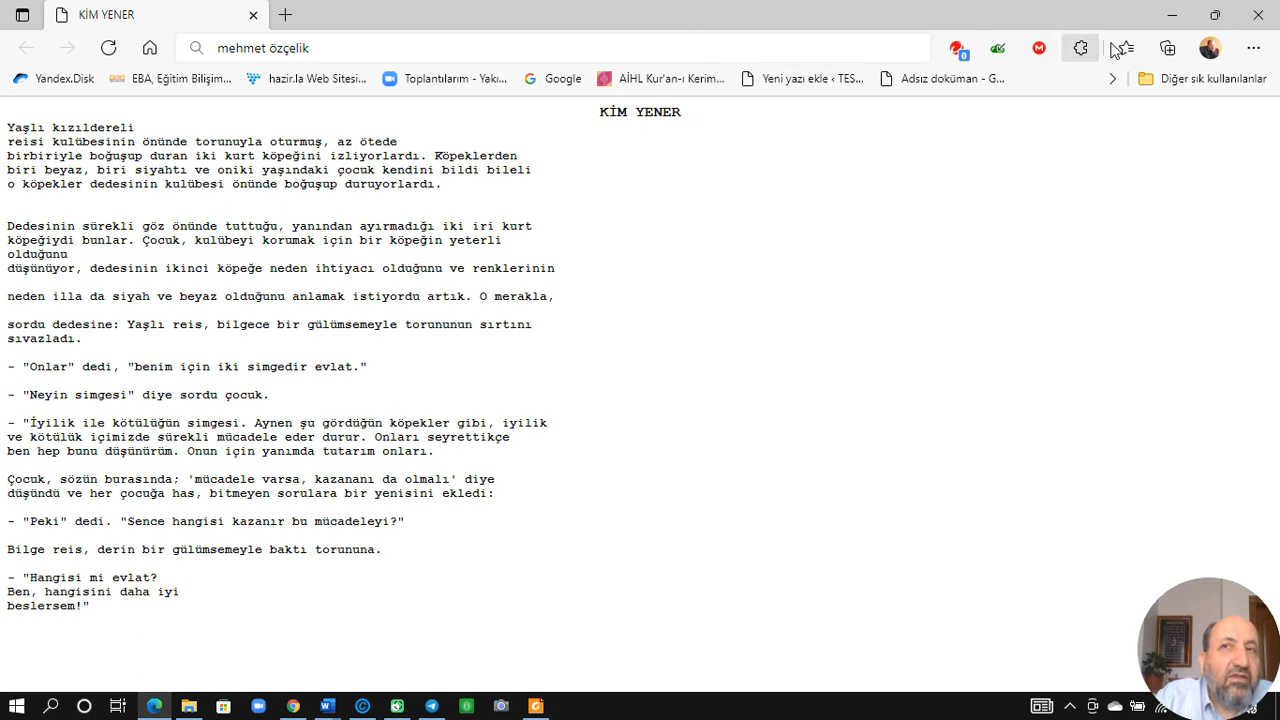 KİM YENER
mehmet özçelik
0
Yandex.Disk
EBA, Eğitim Bilişim...
hazir.la Web Sitesi...
Toplantılarım - Yakı...
Google
AİHL Kur'an-ı Kerim...
Yeni yazı ekle ‹ TES...
Adsız doküman - G...
Diğer sık kullanılanlar
KİM YENER
Yaşlı kızıldereli
reisi kulübesinin önünde torunuyla oturmuş, az ötede
birbiriyle boğuşup duran iki kurt köpeğini izliyorlardı. Köpeklerden
biri beyaz, biri siyahtı ve oniki yaşındaki çocuk kendini bildi bileli
o köpekler dedesinin kulübesi önünde boğuşup duruyorlardı.
Dedesinin sürekli göz önünde tuttuğu, yanından ayırmadığı iki iri kurt
köpeğiydi bunlar. Çocuk, kulübeyi korumak için bir köpeğin yeterli
olduğunu
düşünüyor, dedesinin ikinci köpeğe neden ihtiyacı olduğunu ve renklerinin
neden illa da siyah ve beyaz olduğunu anlamak istiyordu artık. O merakla,
sordu dedesine: Yaşlı reis, bilgece bir gülümsemeyle torununun sırtını
sıvazladı.
- "Onlar" dedi, "benim için iki simgedir evlat."
- "Neyin simgesi" diye sordu çocuk.
- "İyilik ile kötülüğün simgesi. Aynen şu gördüğün köpekler gibi, iyilik
ve kötülük içimizde sürekli mücadele eder durur. Onları seyrettikçe
ben hep bunu düşünürüm. Onun için yanımda tutarım onları.
Çocuk, sözün burasında; 'mücadele varsa, kazananı da olmalı' diye
düşündü ve her çocuğa has, bitmeyen sorulara bir yenisini ekledi:
- "Peki" dedi. "Sence hangisi kazanır bu mücadeleyi?"
Bilge reis, derin bir gülümsemeyle baktı torununa.
- "Hangisi mi evlat?
Ben, hangisini daha iyi
beslersem!"